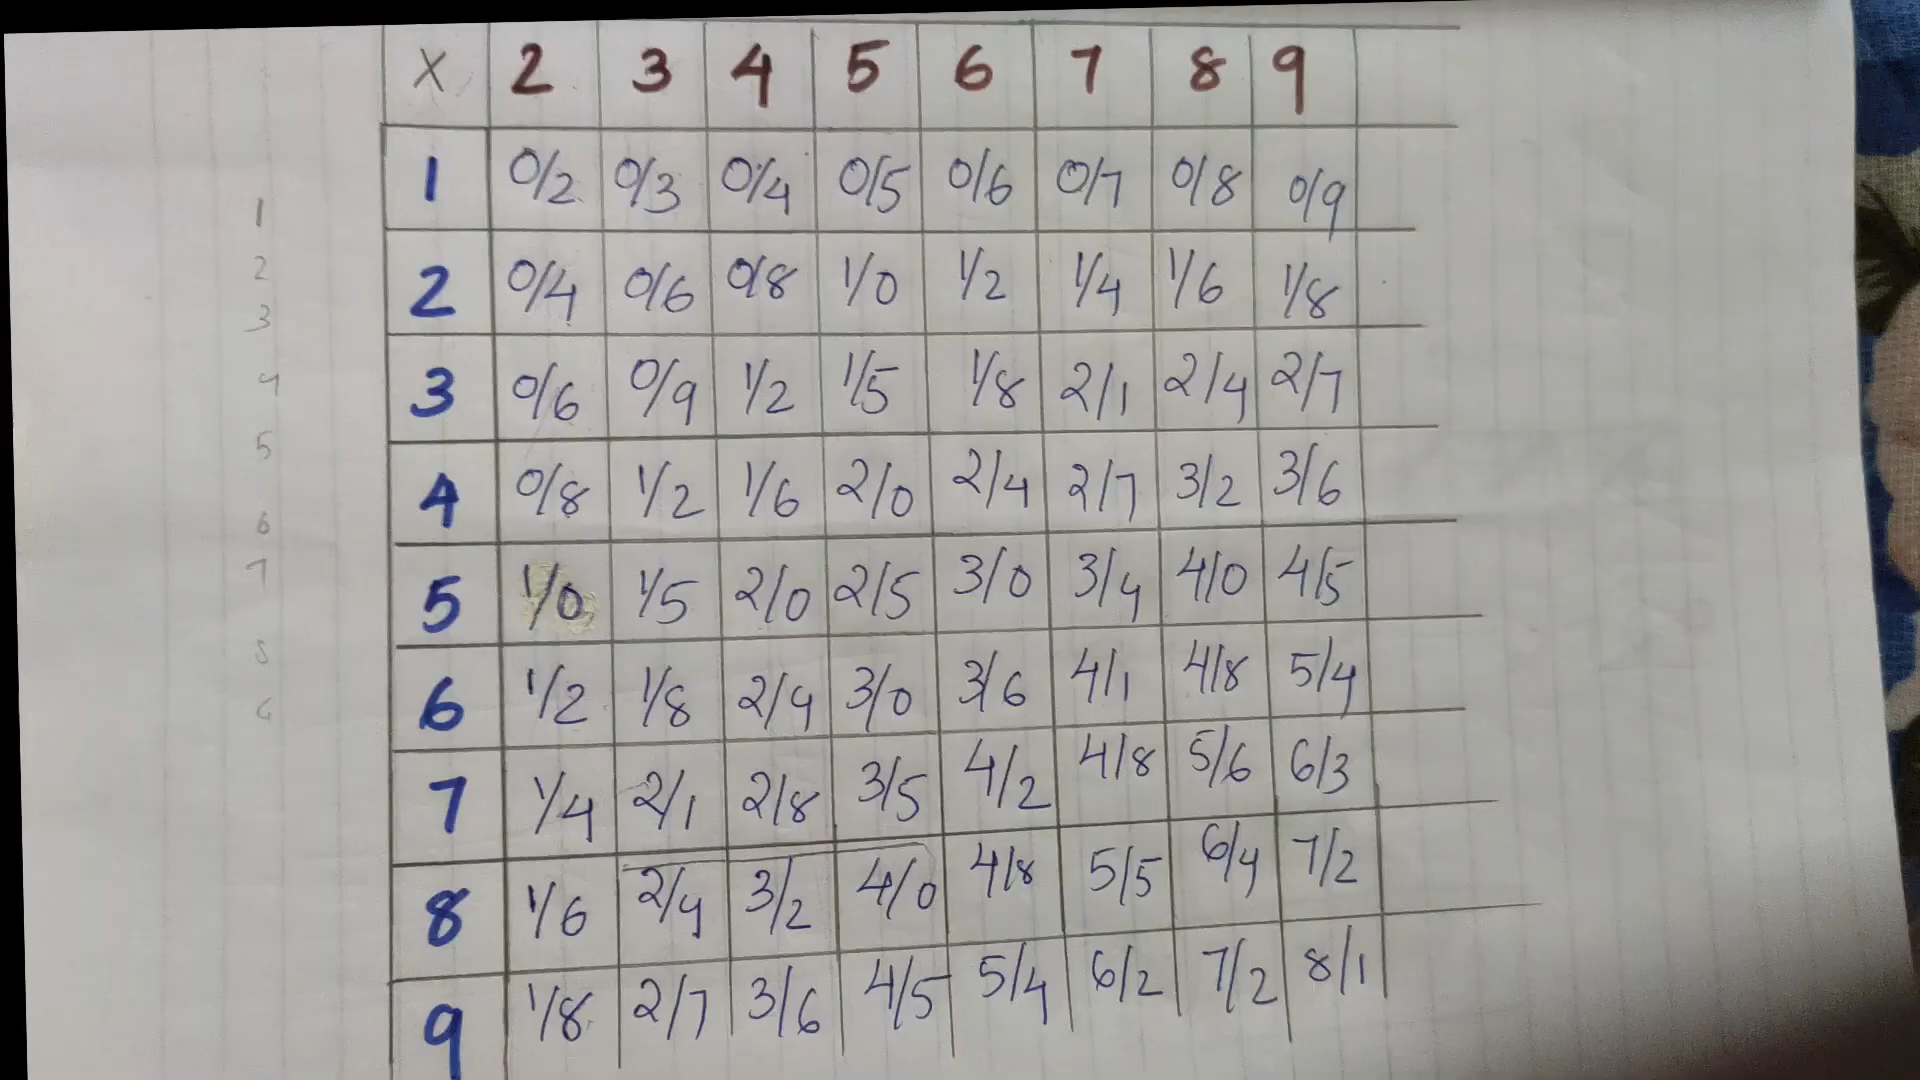 X 2 3 4 5 6 7 8 9
1 0/2 0/3 0/4 0/5 0/6 0/7 0/8 0/9
2 0/4 0/6 0/8 1/0 1/2 1/4 1/6 1/8
3 0/6 0/9 1/2 1/5 1/8 2/1 2/4 2/7
4 0/8 1/2 1/6 2/0 2/4 2/7 3/2 3/6
5 1/0 1/5 2/0 2/5 3/0 3/4 4/0 4/5
6 1/2 1/8 2/4 3/0 3/6 4/1 4/8 5/4
7 1/4 2/1 2/8 3/5 4/2 4/8 5/6 6/3
8 1/6 2/4 3/2 4/0 4/8 5/5 6/4 7/2
9 1/8 2/7 3/6 4/5 5/4 6/2 7/2 8/1
1
2
3
4
5
6
7